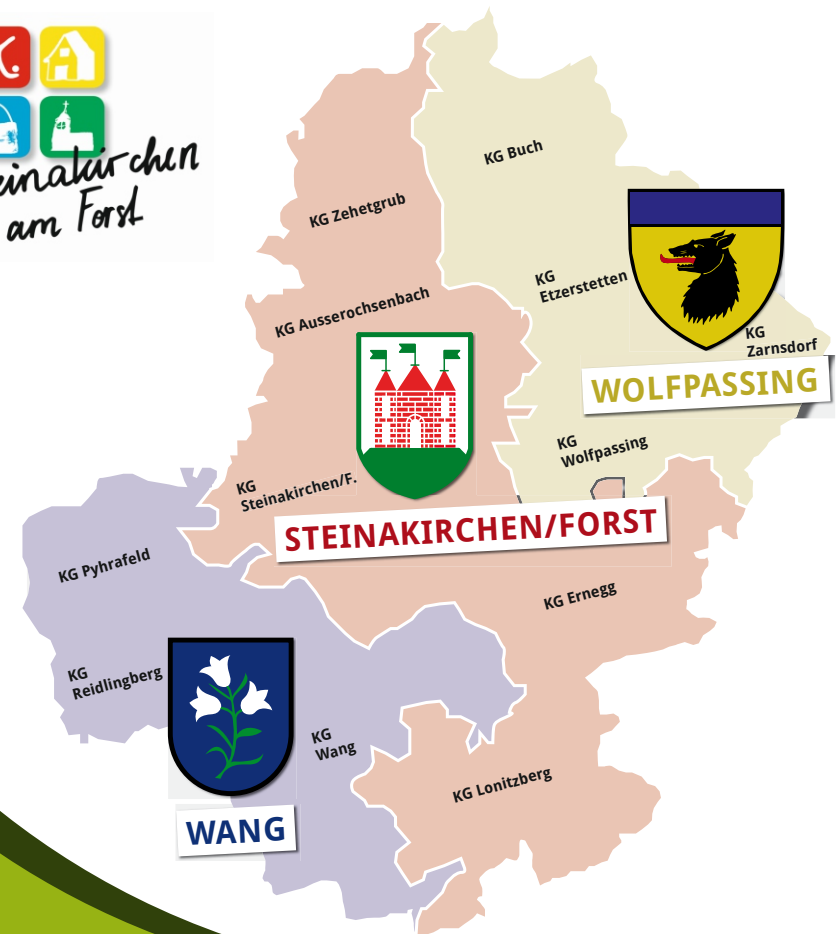 einakirchen
am Forst
KG Buch
KG Zehetgrub
KG
Etzerstetten
KG Ausserochsenbach
KG
Zarnsdorf
WOLFPASSING
KG
Wolfpassing
KG
Steinakirchen/F.
STEINAKIRCHEN/FORST
KG Pyhrafeld
KG Ernegg
KG
Reidlingberg
KG
Wang
KG Lonitzberg
WANG